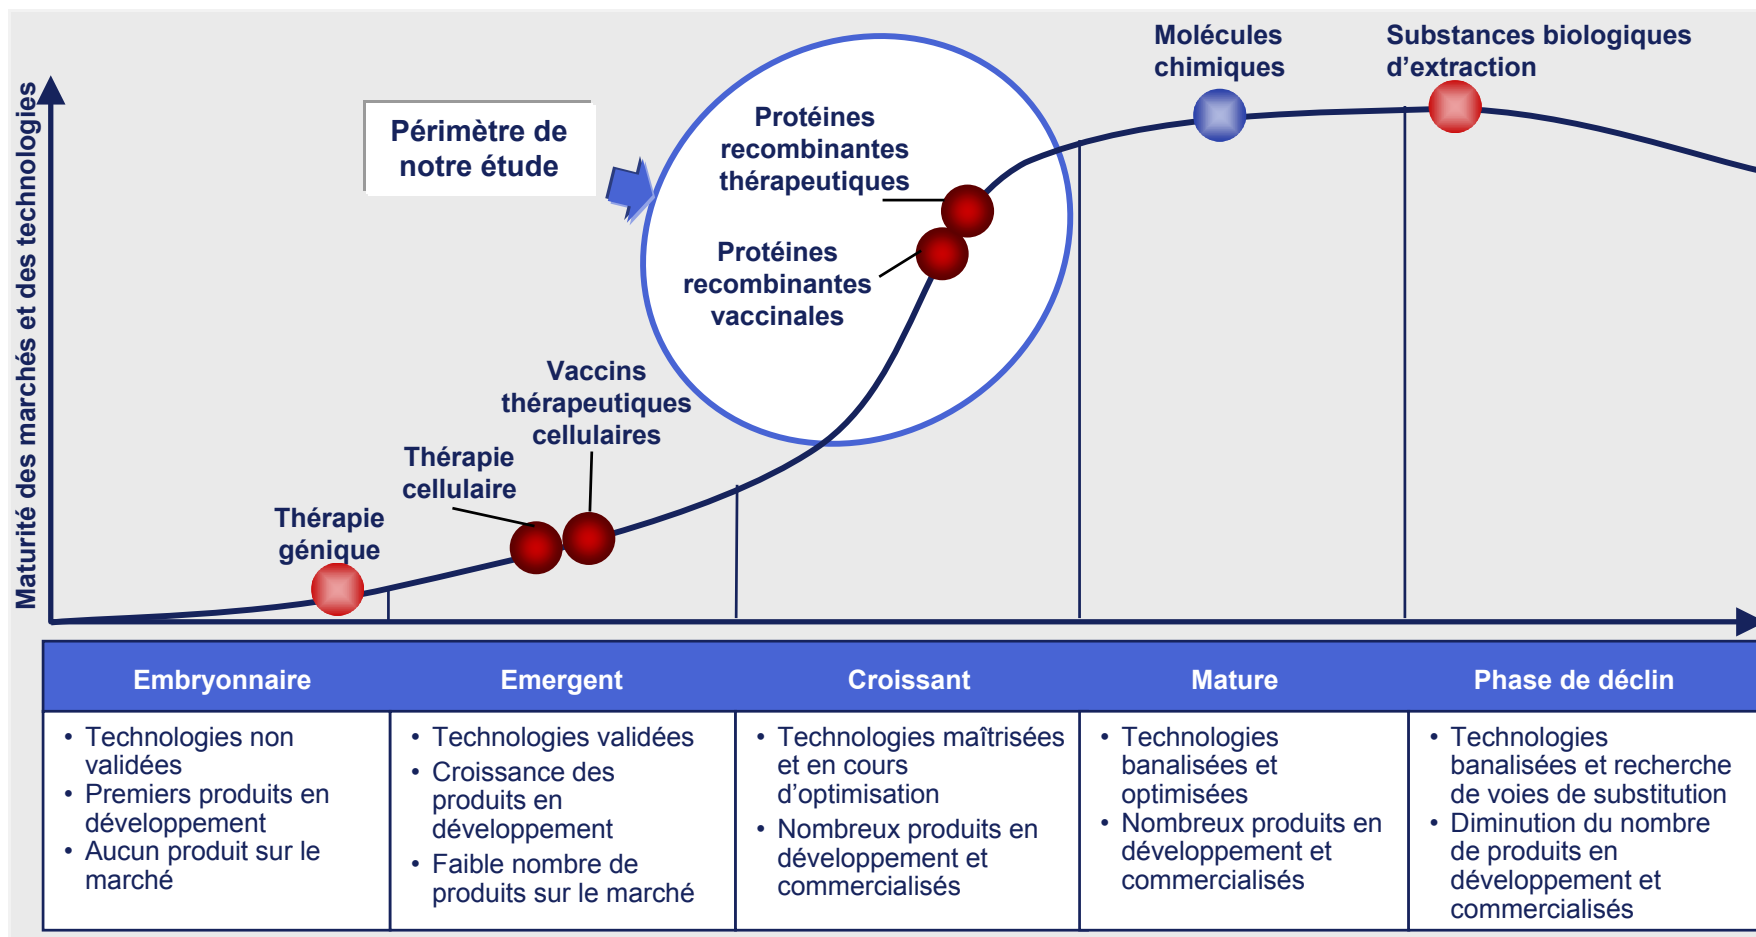 Maturité des marchés et des technologies
Périmètre de
notre étude
Thérapie
génique
Thérapie
cellulaire
Vaccins
thérapeutiques
cellulaires
Protéines
recombinantes
thérapeutiques
Protéines
recombinantes
vaccinales
Molécules
chimiques
Substances biologiques
d’extraction
Embryonnaire
Emergent
Croissant
Mature
Phase de déclin
• Technologies non
validées
• Premiers produits en
développement
• Aucun produit sur le
marché
• Technologies validées
• Croissance des
produits en
développement
• Faible nombre de
produits sur le marché
• Technologies maîtrisées
et en cours
d’optimisation
• Nombreux produits en
développement et
commercialisés
• Technologies
banalisées et
optimisées
• Nombreux produits en
développement et
commercialisés
• Technologies
banalisées et recherche
de voies de substitution
• Diminution du nombre
de produits en
développement et
commercialisés